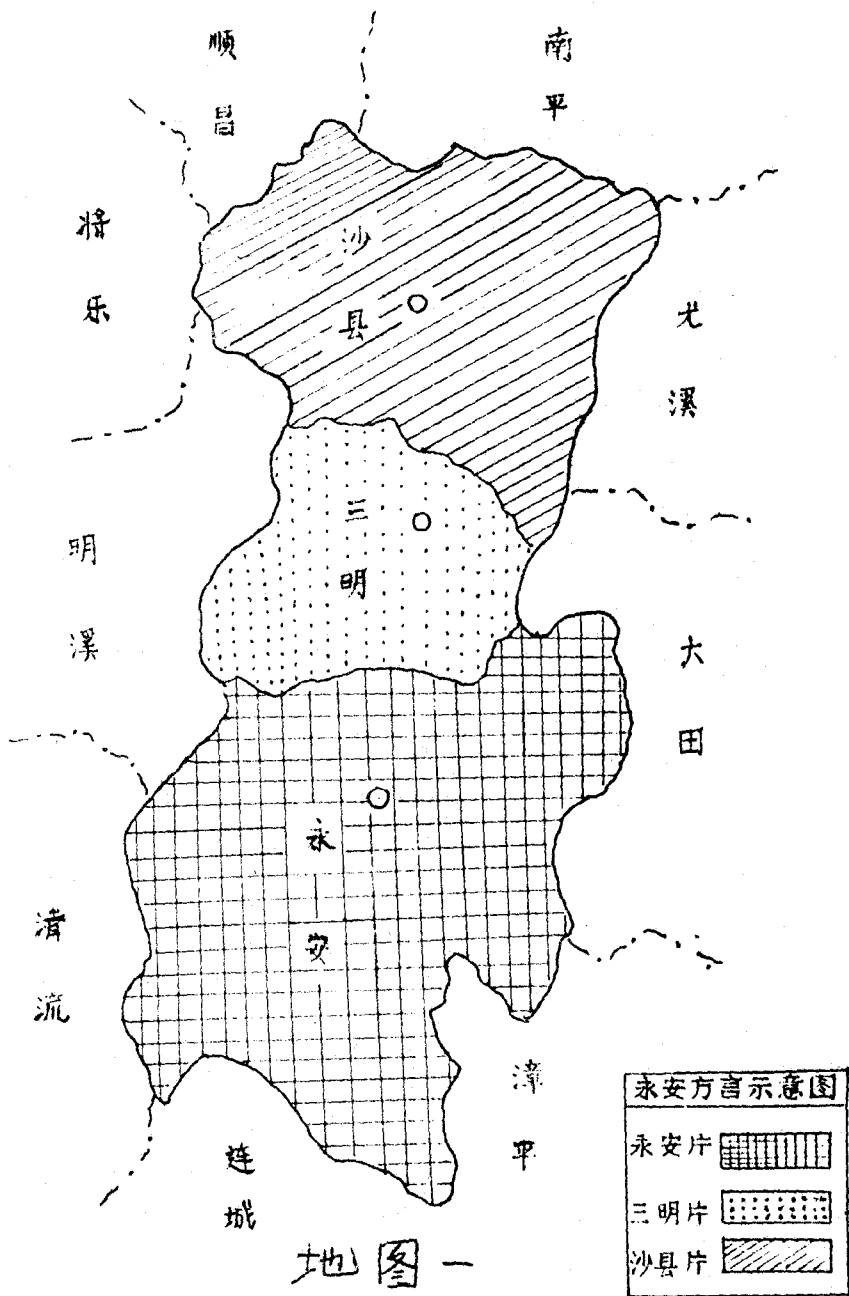 顺昌
南平
将乐
沙县
尤溪
三明
明溪
大田
永安
清流
漳平
连城
永安方言示意图
永安片
三明片
沙县片
地图一